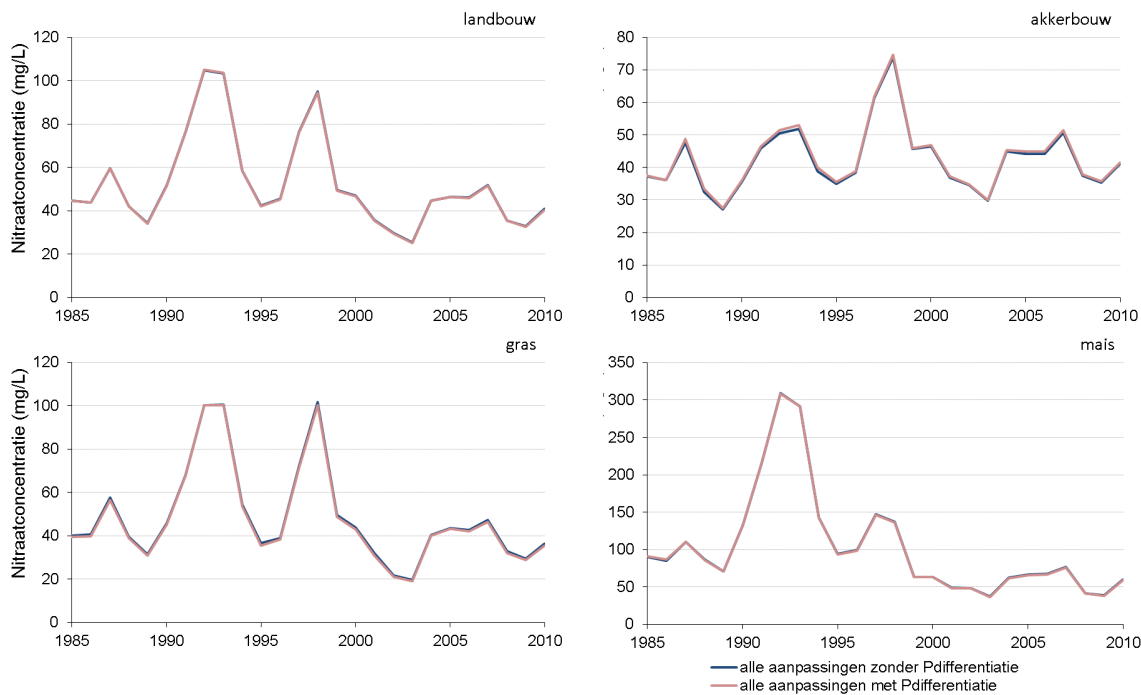 landbouw
Nitraatconcentratie (mg/L)
120
100
80
60
40
20
0
1985 1990 1995 2000 2005 2010
akkerbouw
80
70
60
50
40
30
20
10
0
1985 1990 1995 2000 2005 2010
gras
Nitraatconcentratie (mg/L)
120
100
80
60
40
20
0
1985 1990 1995 2000 2005 2010
maïs
350
300
250
200
150
100
50
0
1985 1990 1995 2000 2005 2010
alle aanpassingen zonder Pdifferentiatie
alle aanpassingen met Pdifferentiatie